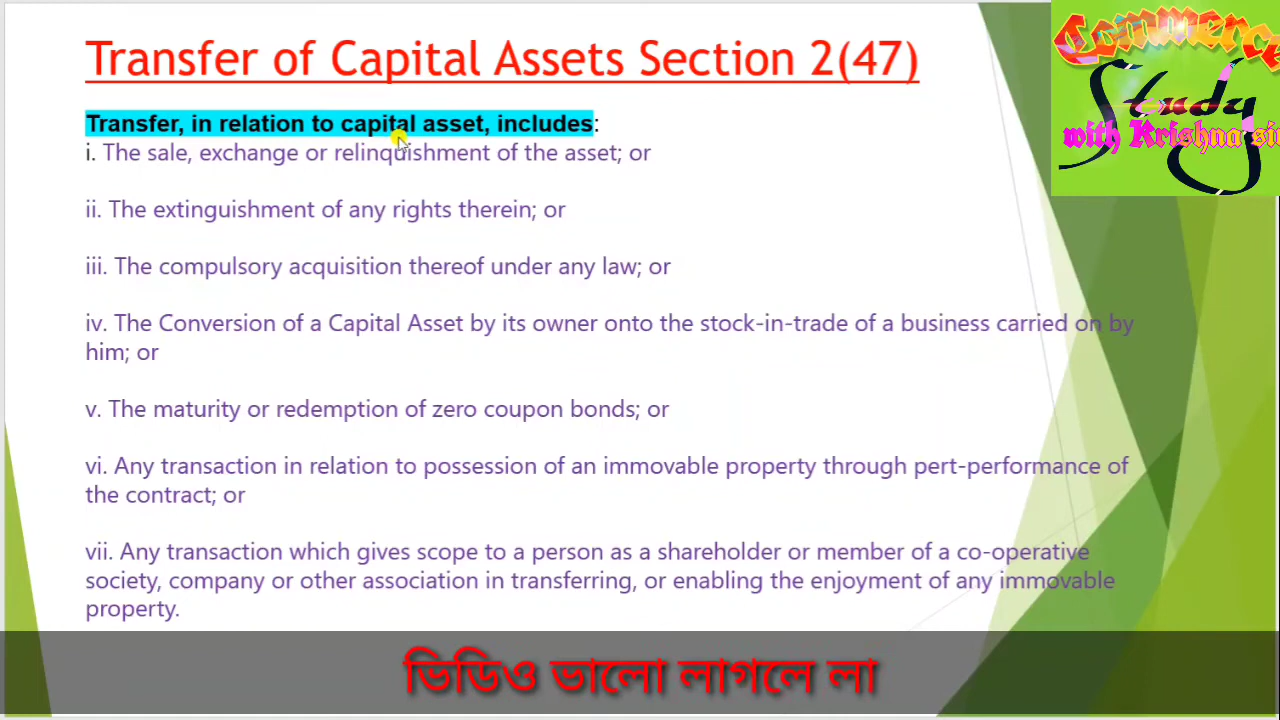 Transfer of Capital Assets Section 2(47)
Commerce
Study
with Krishna si
Transfer, in relation to capital asset, includes:
i. The sale, exchange or relinquishment of the asset; or
ii. The extinguishment of any rights therein; or
iii. The compulsory acquisition thereof under any law; or
iv. The Conversion of a Capital Asset by its owner onto the stock-in-trade of a business carried on by
him; or
v. The maturity or redemption of zero coupon bonds; or
vi. Any transaction in relation to possession of an immovable property through pert-performance of
the contract; or
vii. Any transaction which gives scope to a person as a shareholder or member of a co-operative
society, company or other association in transferring, or enabling the enjoyment of any immovable
property.
ভিডিও ভালো লাগলে লা